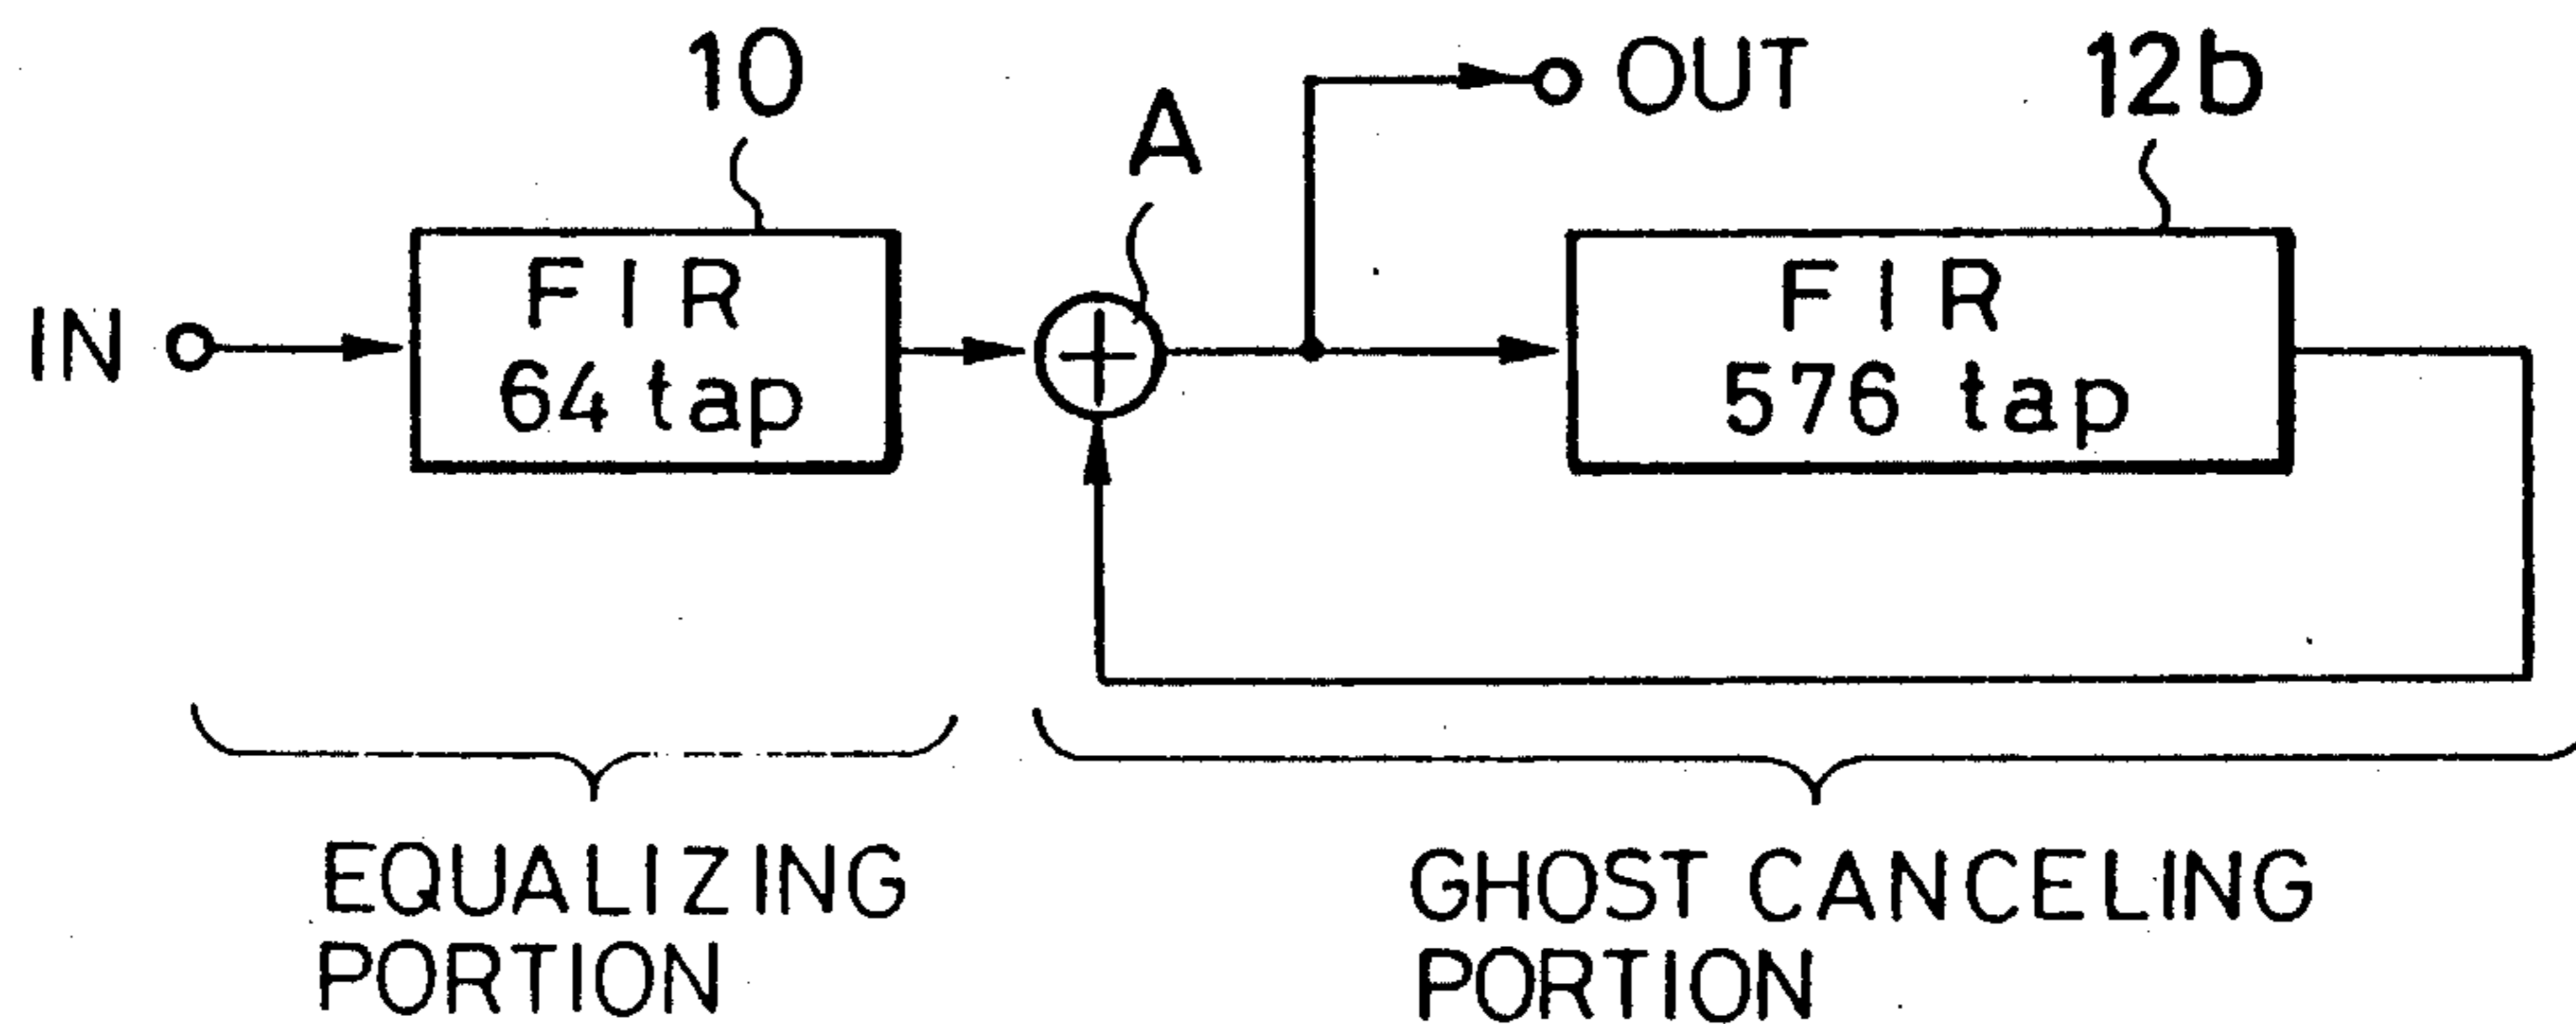 10
A
OUT
12b
IN
FIR
64 tap
FIR
576 tap
EQUALIZING
PORTION
GHOST CANCELING
PORTION